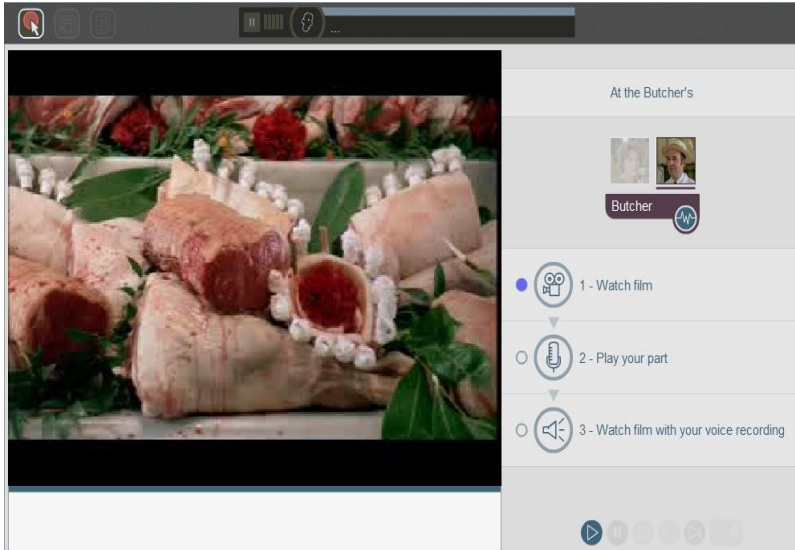 ...
At the Butcher's
Butcher
1 - Watch film
2 - Play your part
3 - Watch film with your voice recording